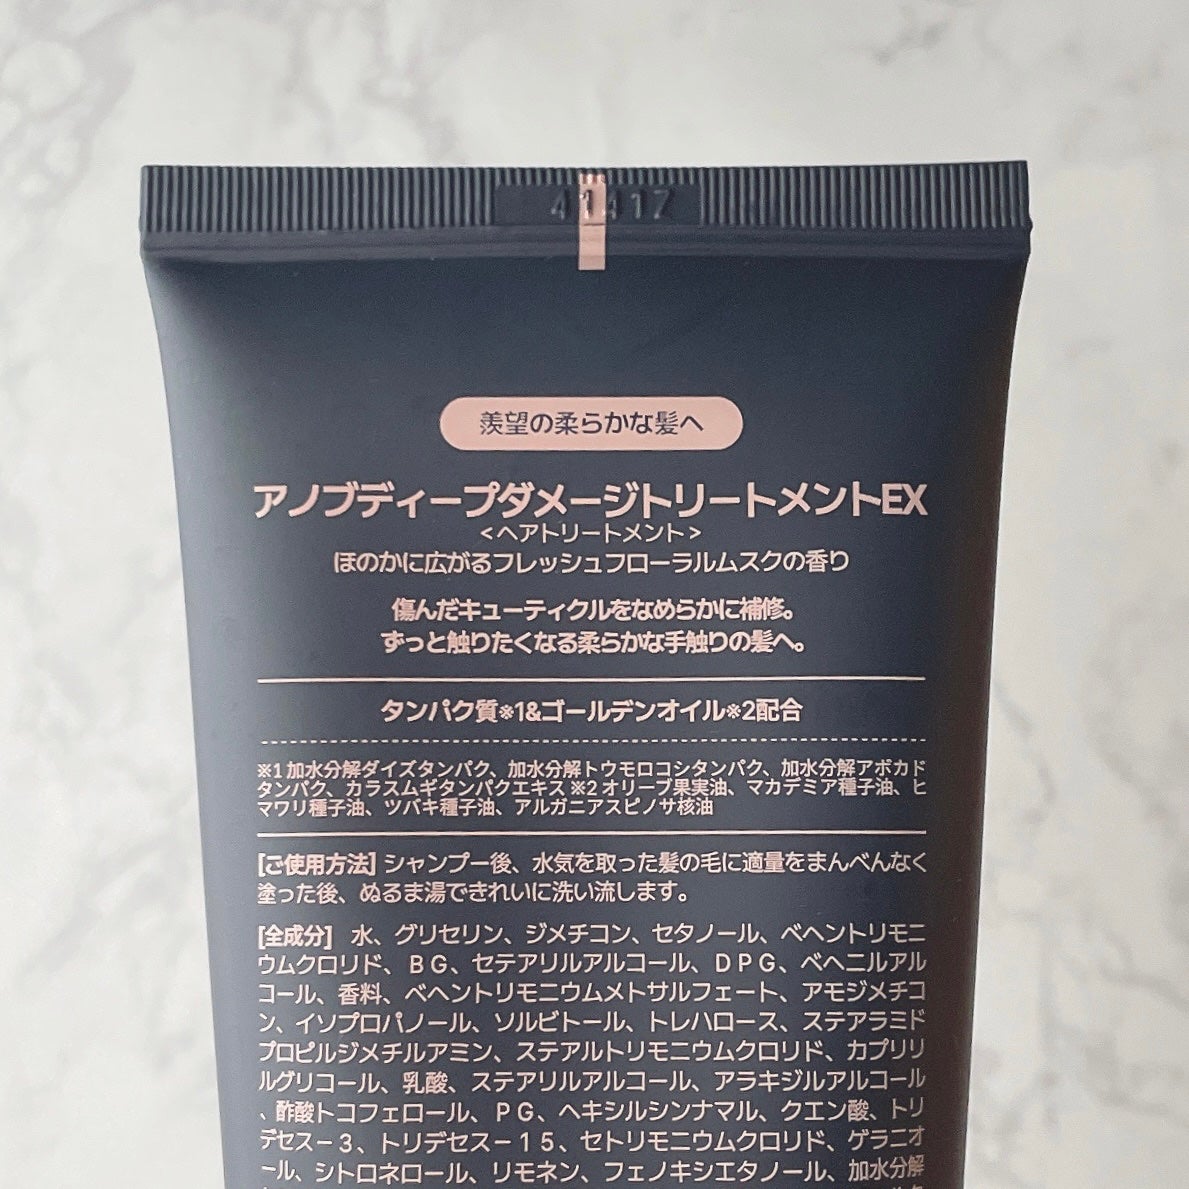 41417
羨望の柔らかな髪へ
アノブディープダメージトリートメントEX
<ヘアトリートメント>
ほのかに広がるフレッシュフローラルムスクの香り
傷んだキューティクルをなめらかに補修。
ずっと触りたくなる柔らかな手触りの髪へ。
タンパク質※1&ゴールデンオイル※2配合
※1 加水分解ダイズタンパク、加水分解トウモロコシタンパク、加水分解アボカド
タンパク、カラスムギタンパクエキス ※2 オリーブ果実油、マカデミア種子油、ヒ
マワリ種子油、ツバキ種子油、アルガニアスピノサ核油
[ご使用方法] シャンプー後、水気を取った髪の毛に適量をまんべんなく
塗った後、ぬるま湯できれいに洗い流します。
[全成分] 水、グリセリン、ジメチコン、セタノール、ベヘントリモニ
ウムクロリド、BG、セテアリルアルコール、DPG、ベヘニルアル
コール、香料、ベヘントリモニウムメトサルフェート、アモジメチコ
ン、イソプロパノール、ソルビトール、トレハロース、ステアラミド
プロピルジメチルアミン、ステアルトリモニウムクロリド、カプリリ
ルグリコール、乳酸、ステアリルアルコール、アラキジルアルコール
、酢酸トコフェロール、PG、ヘキシルシンナマル、クエン酸、トリ
デセス－3、トリデセス－15、セトリモニウムクロリド、ゲラニオ
ール、シトロネロール、リモネン、フェノキシエタノール、加水分解